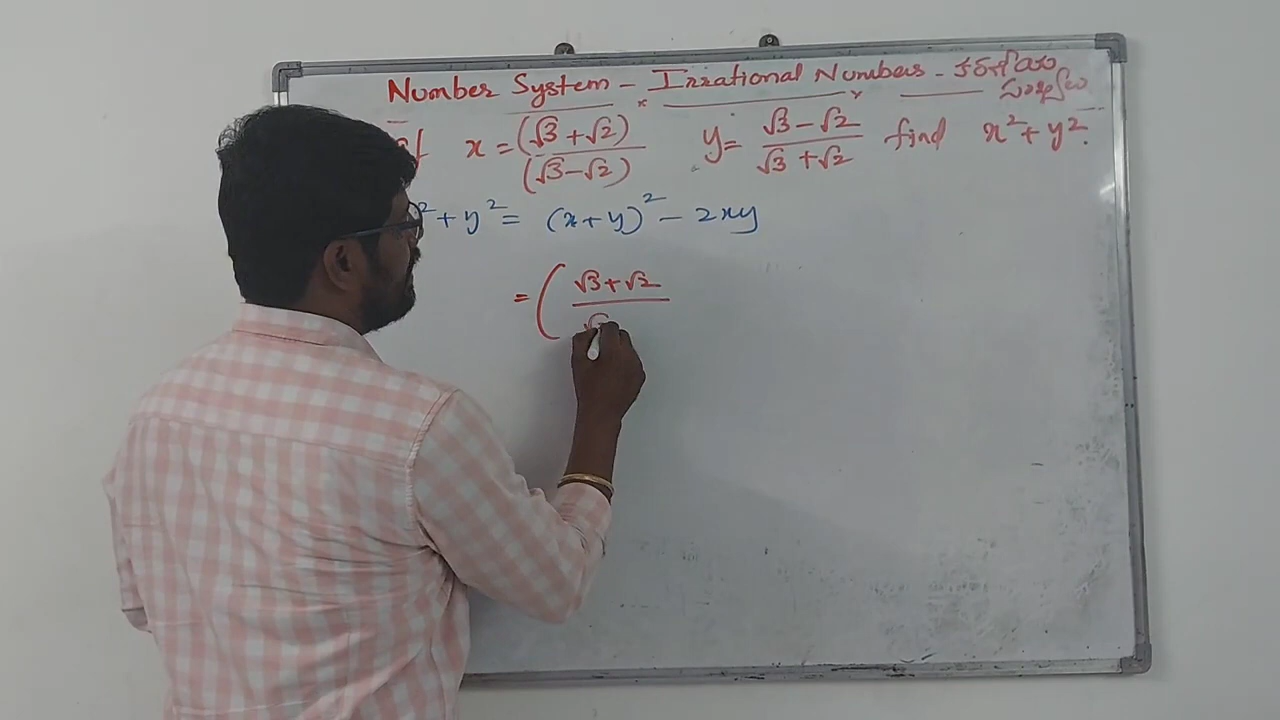 Number System - Irrational Numbers - కరణీయ సంఖ్యలు
If x = (√3 + √2) / (√3 - √2) y = √3 - √2 / √3 + √2 find x² + y².
² + y² = (x + y)² - 2xy
= ( √3 + √2